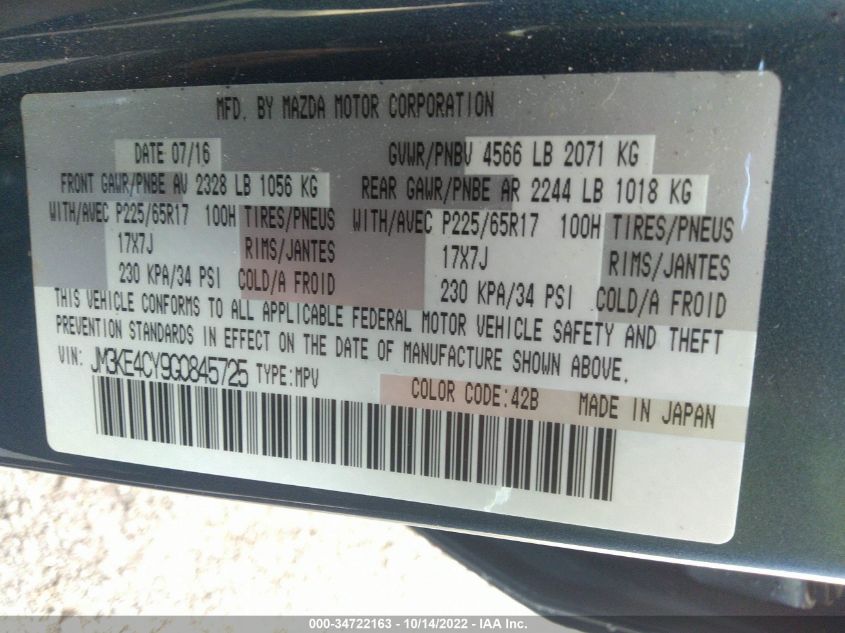 MFD. BY MAZDA MOTOR CORPORATION
DATE 07/16 GVWR/PNBV 4566 LB 2071 KG
FRONT GAWR/PNBE AV 2328 LB 1056 KG REAR GAWR/PNBE AR 2244 LB 1018 KG
WITH/AVEC P225/65R17 100H TIRES/PNEUS WITH/AVEC P225/65R17 100H TIRES/PNEUS
17X7J RIMS/JANTES 17X7J RIMS/JANTES
230 KPA/34 PSI COLD/A FROID 230 KPA/34 PSI COLD/A FROID
THIS VEHICLE CONFORMS TO ALL APPLICABLE FEDERAL MOTOR VEHICLE SAFETY AND THEFT
PREVENTION STANDARDS IN EFFECT ON THE DATE OF MANUFACTURE SHOWN ABOVE.
VIN: JM3KE4CY9G0845725 TYPE:MPV
COLOR CODE:42B MADE IN JAPAN
000-34722163 - 10/14/2022 - IAA Inc.